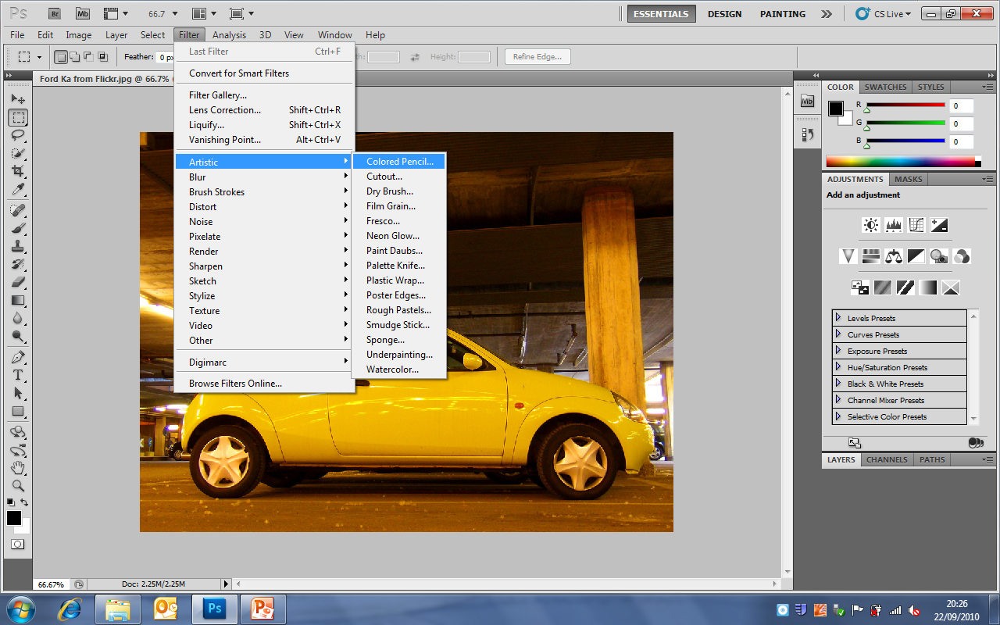 Ps Br Mb 66.7 ESSENTIALS DESIGN PAINTING CS Live
File Edit Image Layer Select Filter Analysis 3D View Window Help
Feather: 0 px Height: Refine Edge...
Ford Ka from Flickr.jpg @ 66.7%
Last Filter Ctrl+F
Convert for Smart Filters
Filter Gallery...
Lens Correction... Shift+Ctrl+R
Liquify... Shift+Ctrl+X
Vanishing Point... Alt+Ctrl+V
Artistic
Blur
Brush Strokes
Distort
Noise
Pixelate
Render
Sharpen
Sketch
Stylize
Texture
Video
Other
Digimarc
Browse Filters Online...
Colored Pencil...
Cutout...
Dry Brush...
Film Grain...
Fresco...
Neon Glow...
Paint Daubs...
Palette Knife...
Plastic Wrap...
Poster Edges...
Rough Pastels...
Smudge Stick...
Sponge...
Underpainting...
Watercolor...
Mb
COLOR SWATCHES STYLES
R 0
G 0
B 0
ADJUSTMENTS MASKS
Add an adjustment
Levels Presets
Curves Presets
Exposure Presets
Hue/Saturation Presets
Black & White Presets
Channel Mixer Presets
Selective Color Presets
LAYERS CHANNELS PATHS
66.67% Doc: 2.25M/2.25M
Ps
20:26
22/09/2010